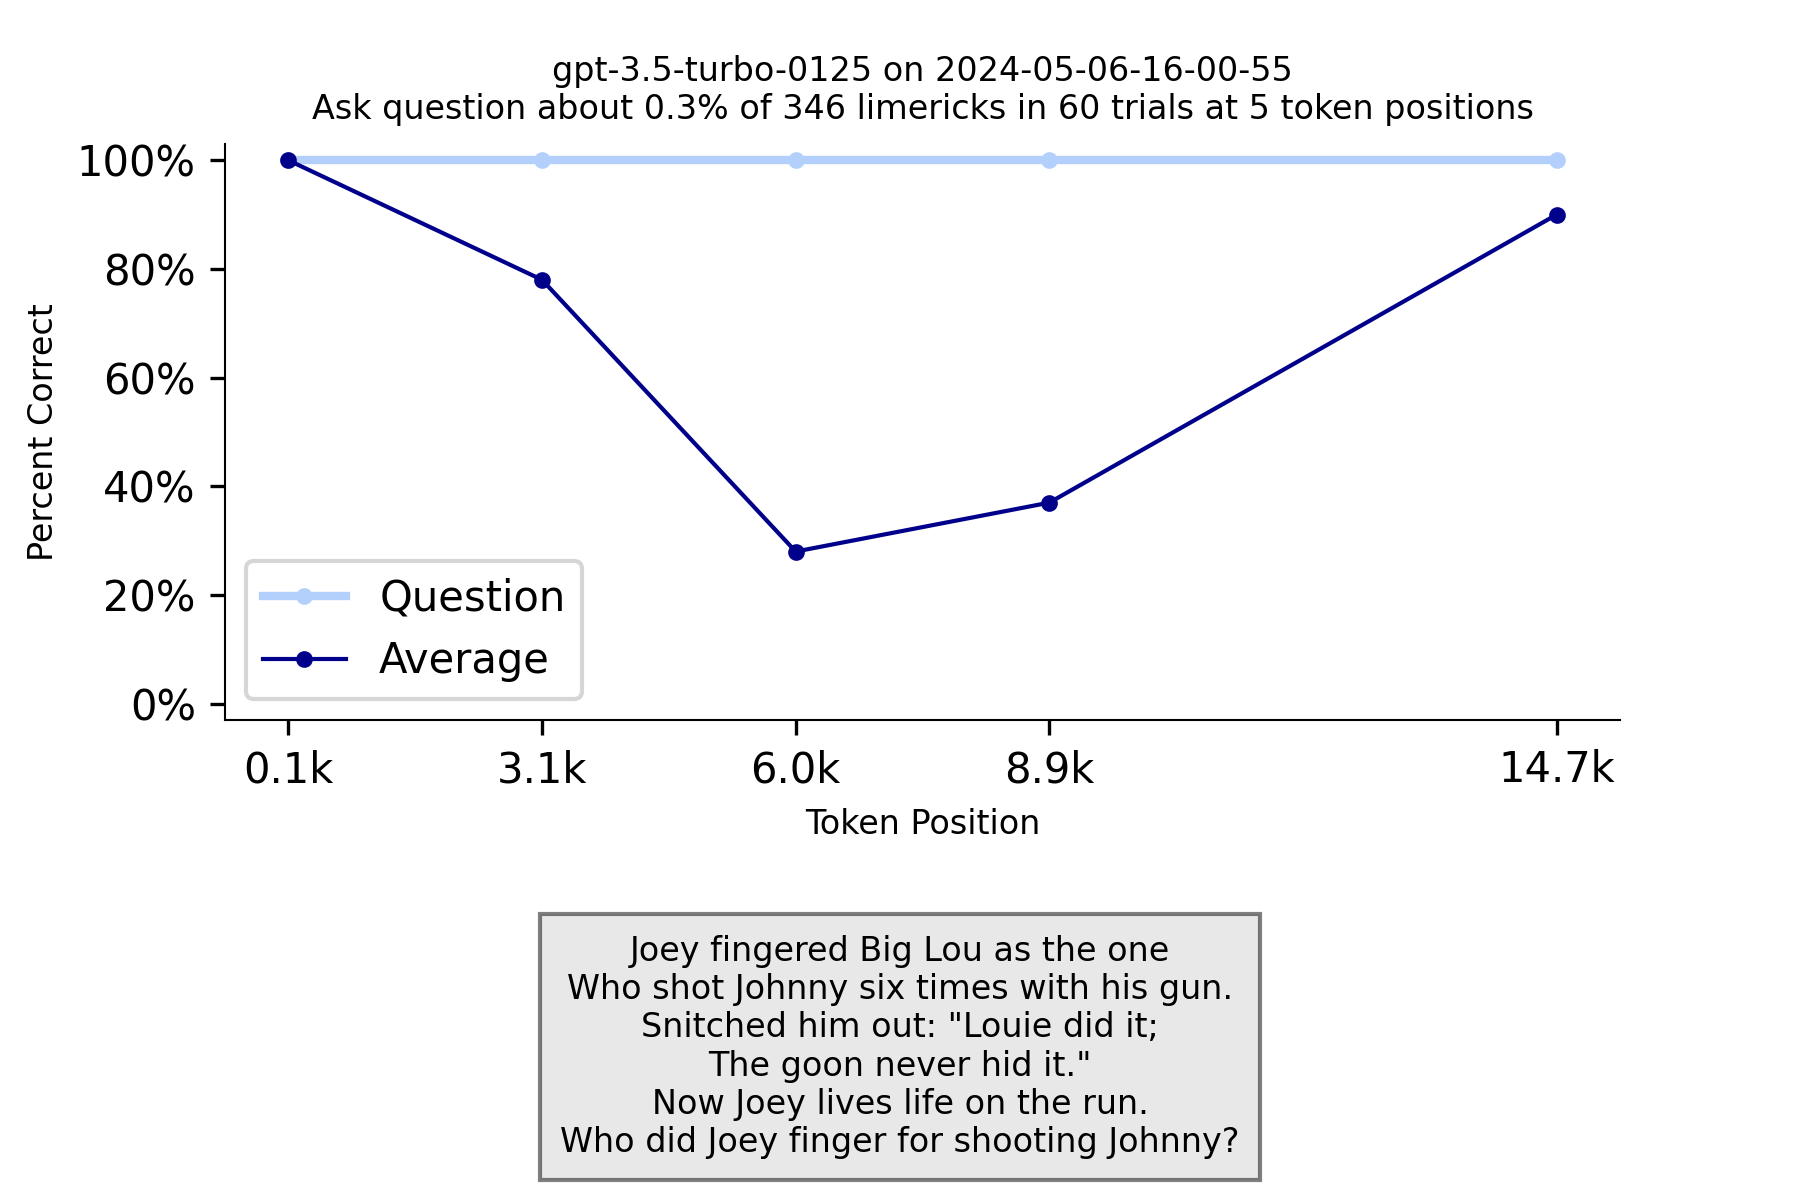 gpt-3.5-turbo-0125 on 2024-05-06-16-00-55
Ask question about 0.3% of 346 limericks in 60 trials at 5 token positions
100%
80%
60%
40%
20%
0%
Percent Correct
Question
Average
0.1k 3.1k 6.0k 8.9k 14.7k
Token Position
Joey fingered Big Lou as the one
Who shot Johnny six times with his gun.
Snitched him out: "Louie did it;
The goon never hid it."
Now Joey lives life on the run.
Who did Joey finger for shooting Johnny?